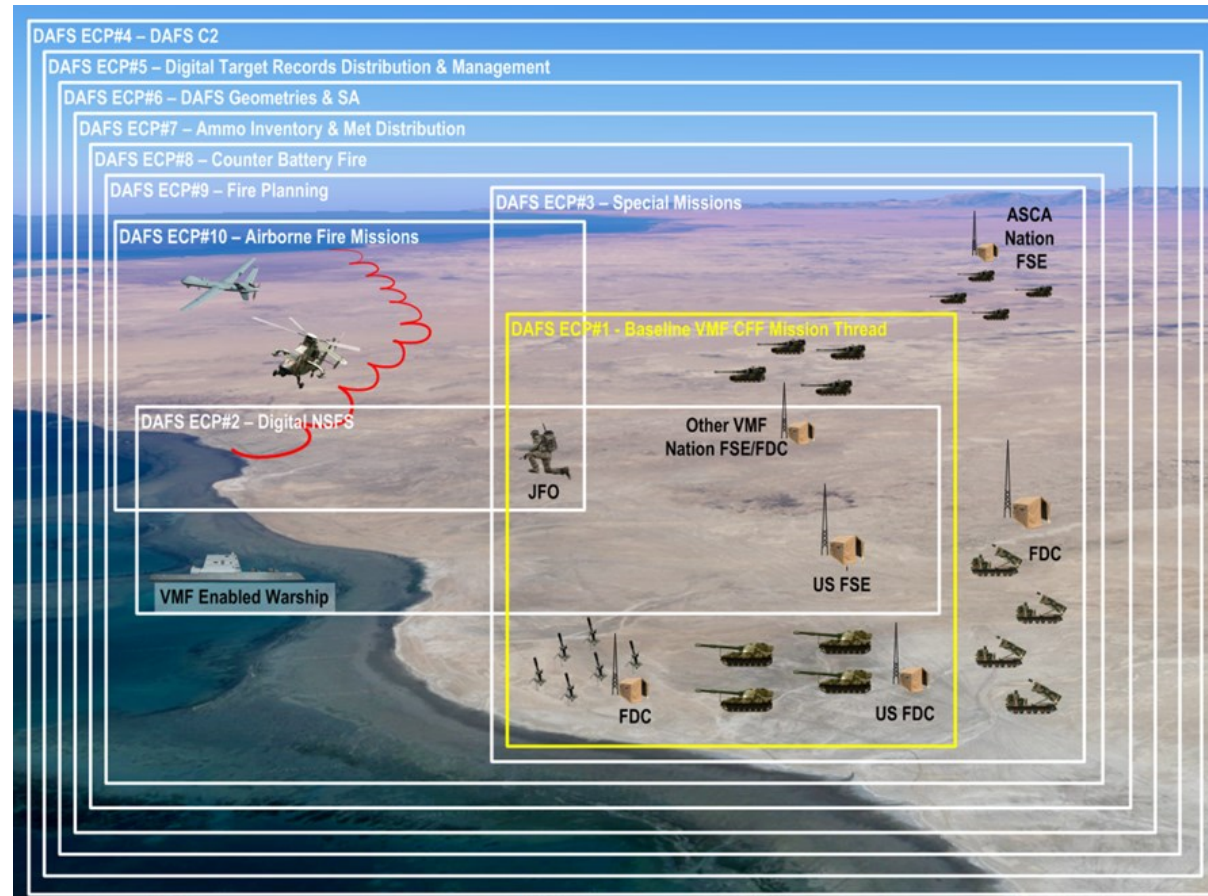 DAFS ECP#4 – DAFS C2
DAFS ECP#5 – Digital Target Records Distribution & Management
DAFS ECP#6 – DAFS Geometries & SA
DAFS ECP#7 – Ammo Inventory & Met Distribution
DAFS ECP#8 – Counter Battery Fire
DAFS ECP#9 – Fire Planning
DAFS ECP#3 – Special Missions
DAFS ECP#10 – Airborne Fire Missions
ASCA
Nation
FSE
DAFS ECP#1 - Baseline VMF CFF Mission Thread
DAFS ECP#2 – Digital NSFS
Other VMF
Nation FSE/FDC
JFO
FDC
US FSE
VMF Enabled Warship
FDC
US FDC